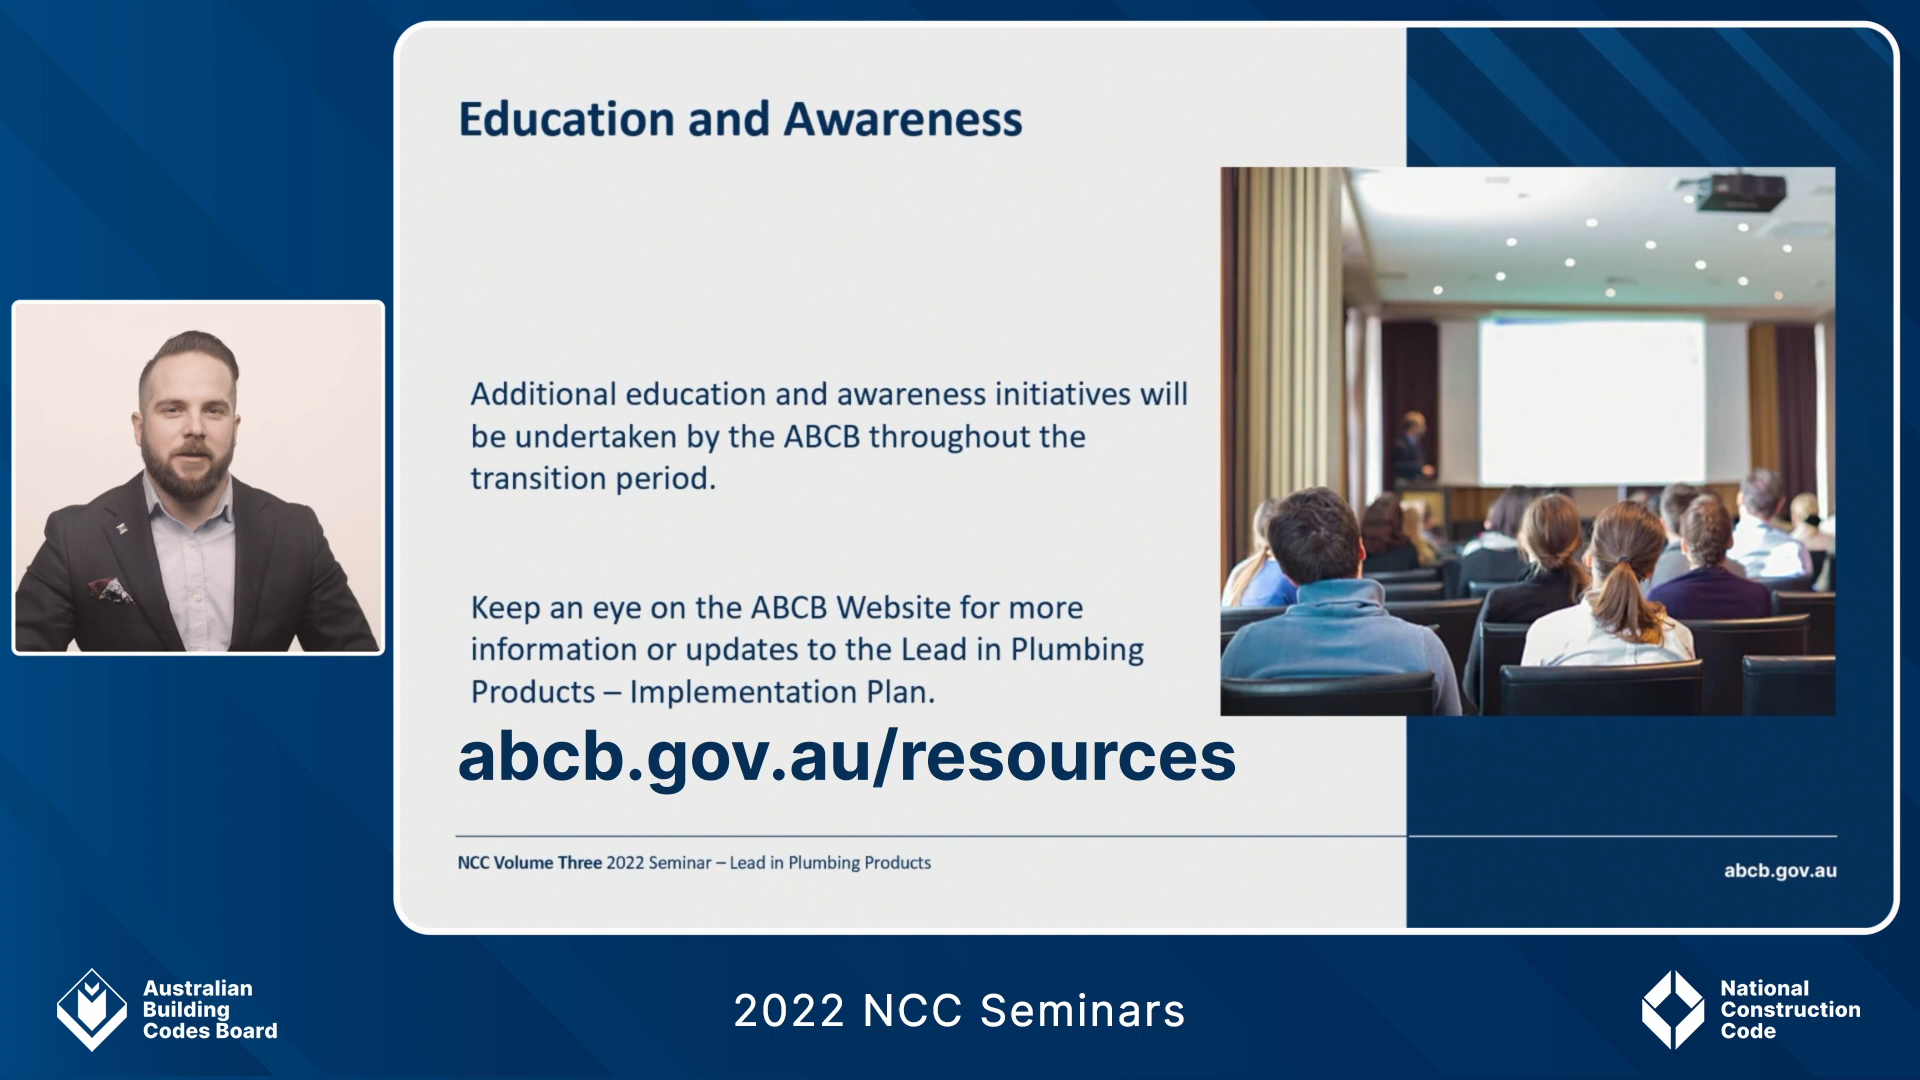 Education and Awareness
Additional education and awareness initiatives will
be undertaken by the ABCB throughout the
transition period.
Keep an eye on the ABCB Website for more
information or updates to the Lead in Plumbing
Products – Implementation Plan.
abcb.gov.au/resources
NCC Volume Three 2022 Seminar – Lead in Plumbing Products
abcb.gov.au
Australian
Building
Codes Board
2022 NCC Seminars
National
Construction
Code